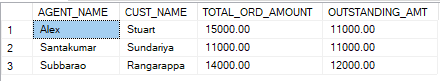 AGENT_NAME CUST_NAME TOTAL_ORD_AMOUNT OUTSTANDING_AMT
1 Alex Stuart 15000.00 11000.00
2 Santakumar Sundariya 11000.00 11000.00
3 Subbarao Rangarappa 14000.00 12000.00